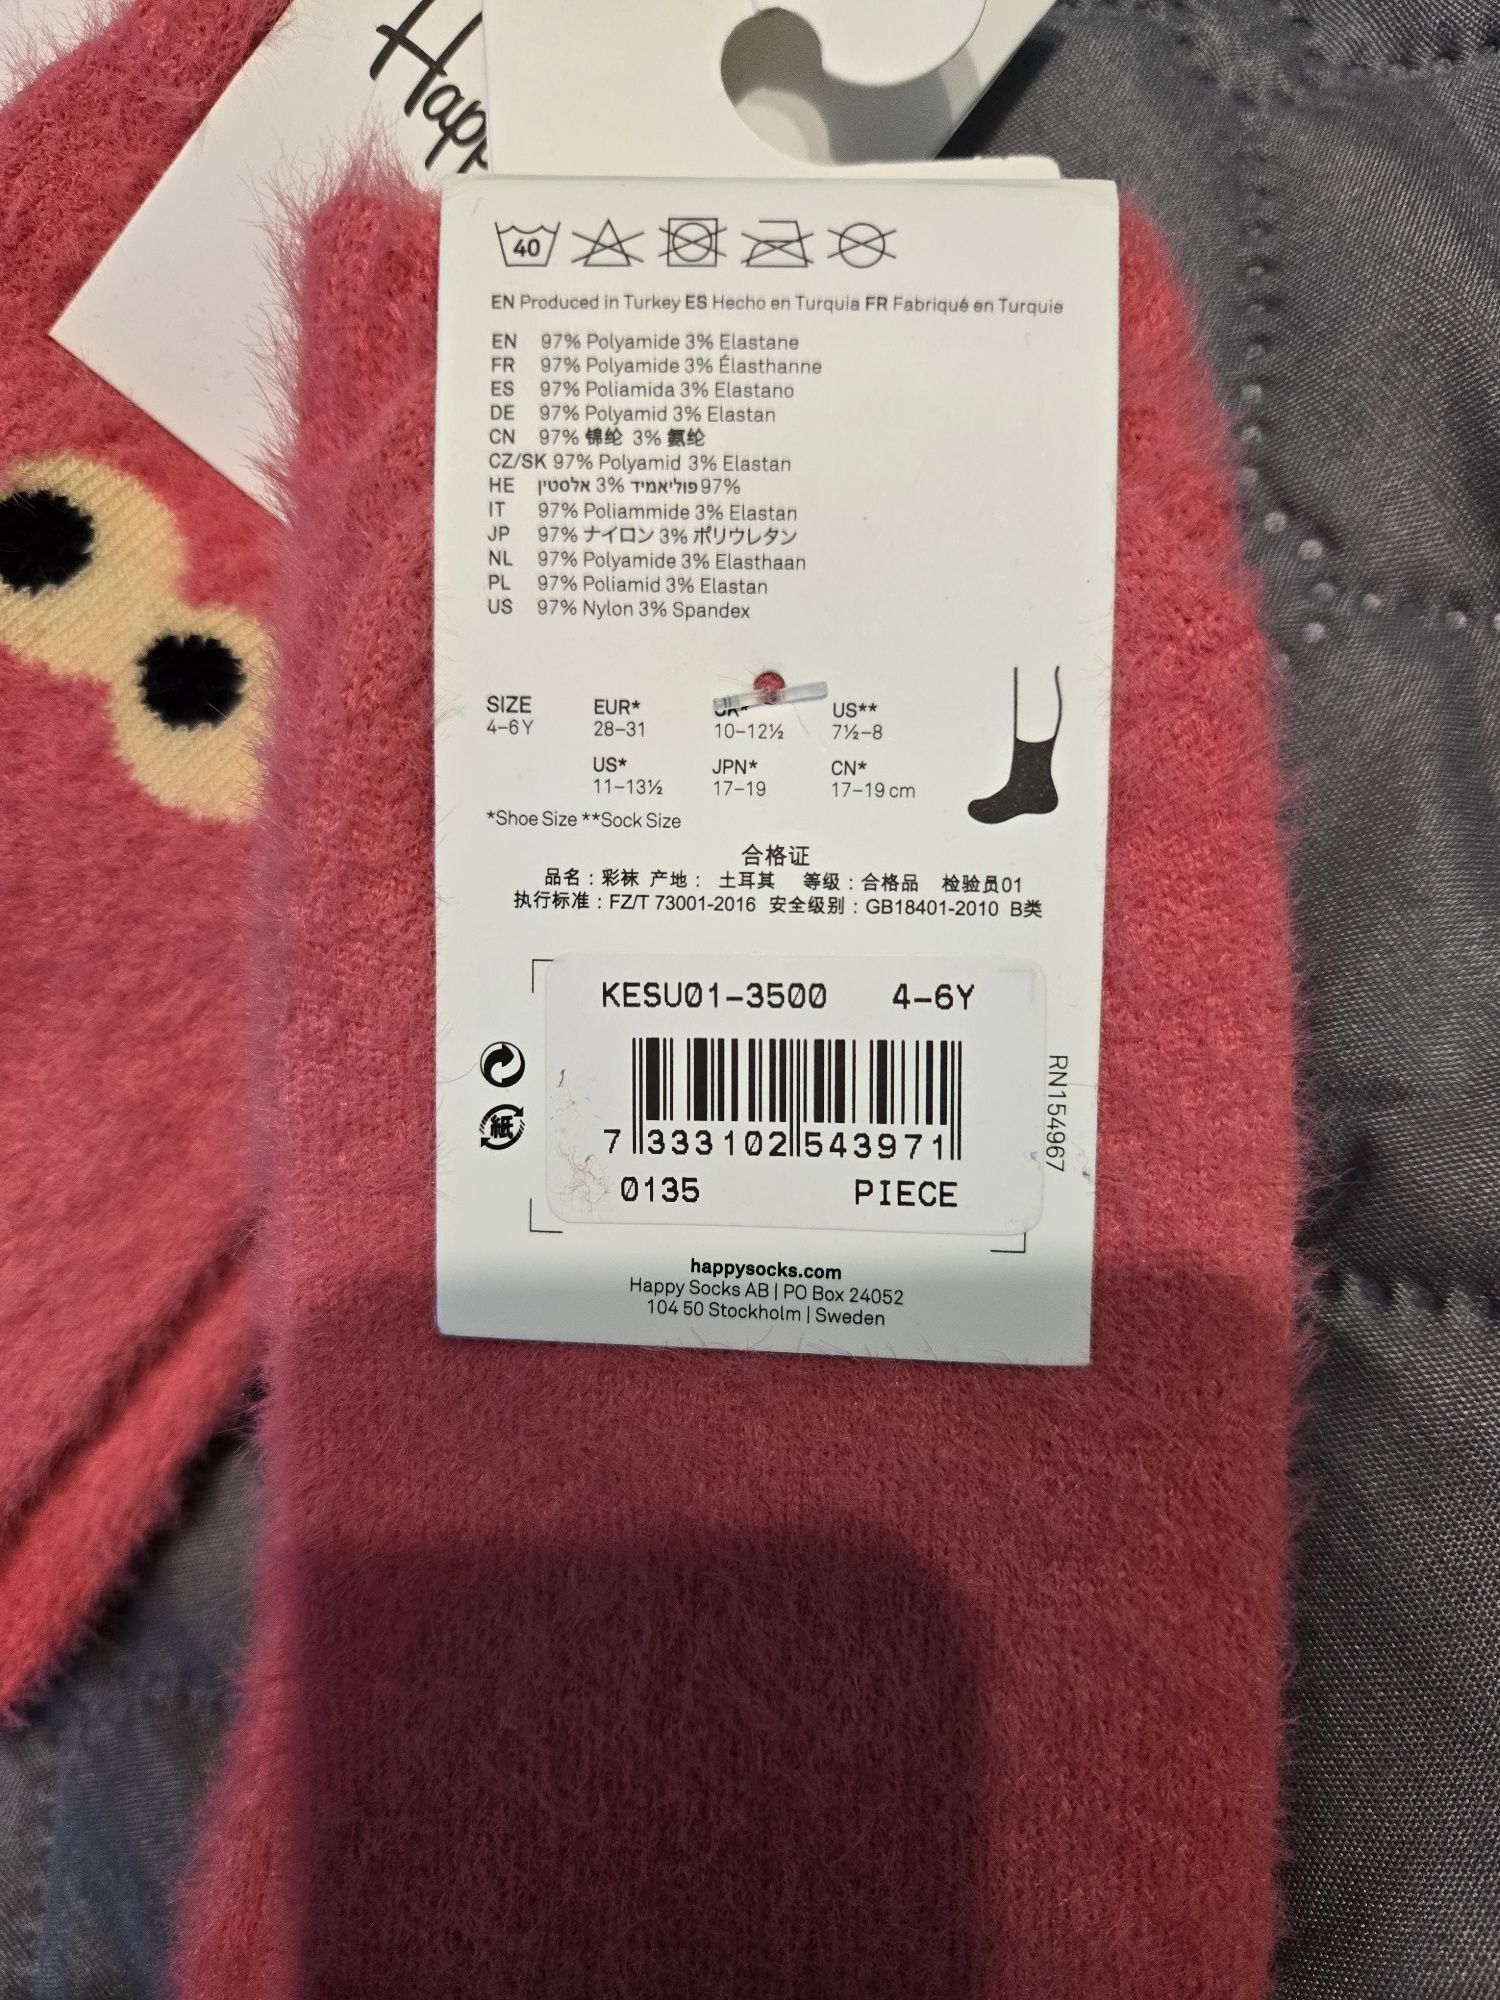 Happ
40
EN Produced in Turkey ES Hecho en Turquia FR Fabriqué en Turquie
EN 97% Polyamide 3% Elastane
FR 97% Polyamide 3% Élasthanne
ES 97% Poliamida 3% Elastano
DE 97% Polyamid 3% Elastan
CN 97% 锦纶 3% 氨纶
CZ/SK 97% Polyamid 3% Elastan
HE 97% פוליאמיד 3% אלסטין
IT 97% Poliammide 3% Elastan
JP 97% ナイロン 3% ポリウレタン
NL 97% Polyamide 3% Elasthaan
PL 97% Poliamid 3% Elastan
US 97% Nylon 3% Spandex
SIZE EUR* UK* US**
4-6Y 28-31 10-12½ 7½-8
US* JPN* CN*
11-13½ 17-19 17-19 cm
*Shoe Size **Sock Size
合格证
品名：彩袜 产地： 土耳其 等级：合格品 检验员01
执行标准：FZ/T 73001-2016 安全级别：GB18401-2010 B类
KESU01-3500 4-6Y
7 333102 543971
0135 PIECE
RN154967
紙
happysocks.com
Happy Socks AB | PO Box 24052
104 50 Stockholm | Sweden